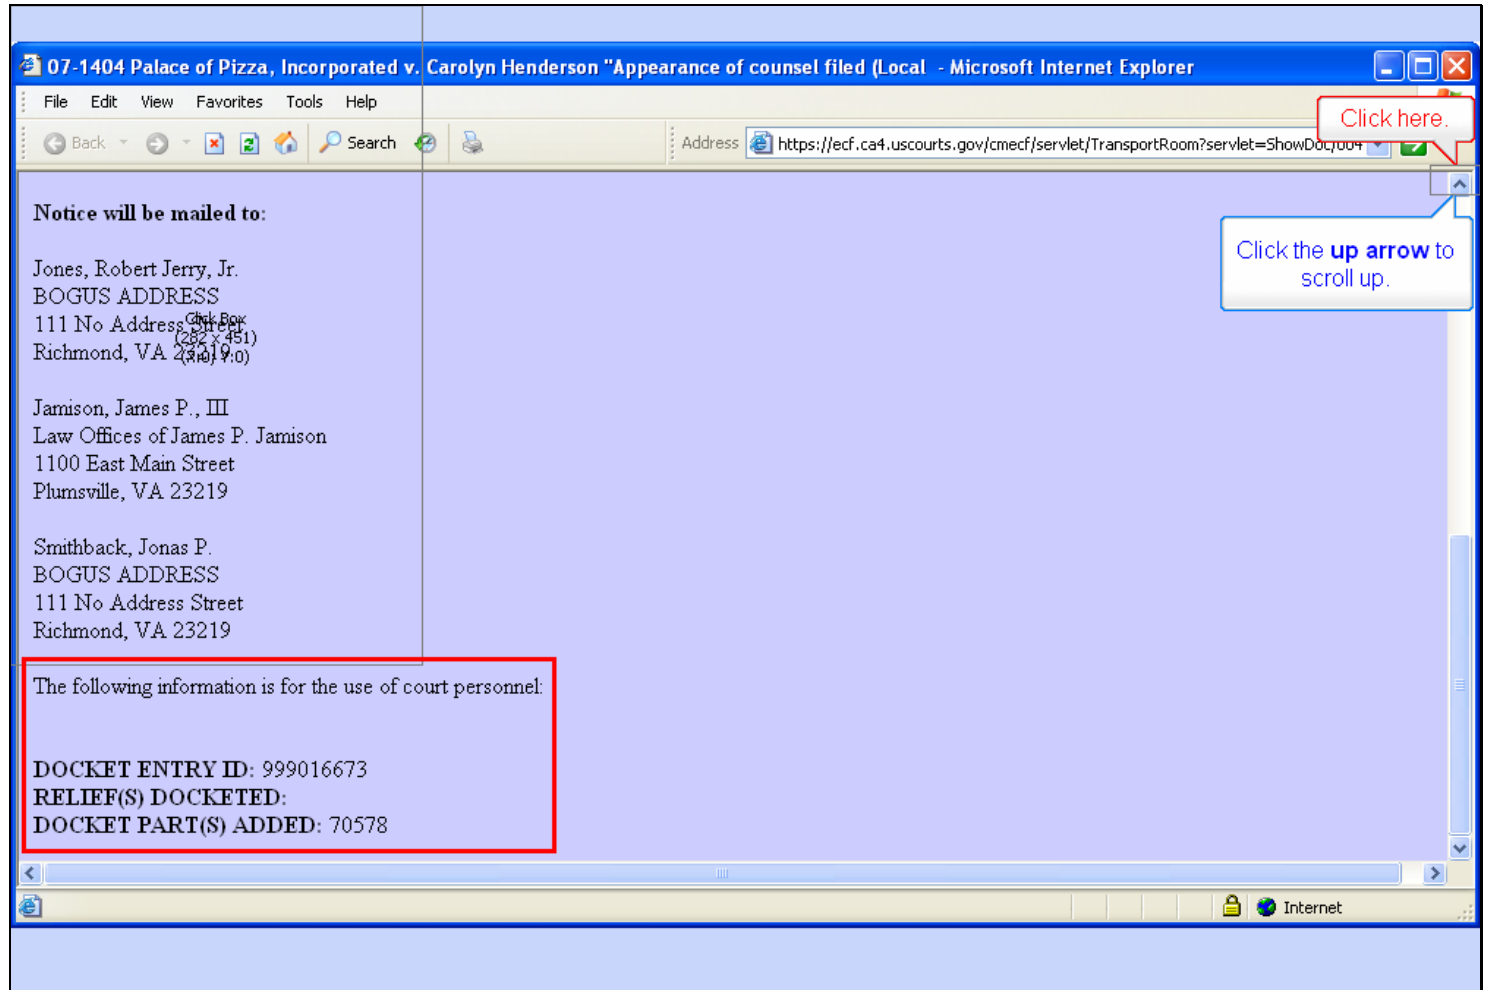 07-1404 Palace of Pizza, Incorporated v. Carolyn Henderson "Appearance of counsel filed (Local - Microsoft Internet Explorer
File Edit View Favorites Tools Help
Click here.
Back Search Address https://ecf.ca4.uscourts.gov/cmecf/servlet/TransportRoom?servlet=ShowDoc/004
Notice will be mailed to:
Click the up arrow to
scroll up.
Jones, Robert Jerry, Jr.
BOGUS ADDRESS
111 No Address Street
Click Box
(282 x 451)
Richmond, VA 23219
Jamison, James P., III
Law Offices of James P. Jamison
1100 East Main Street
Plumsville, VA 23219
Smithback, Jonas P.
BOGUS ADDRESS
111 No Address Street
Richmond, VA 23219
The following information is for the use of court personnel:
DOCKET ENTRY ID: 999016673
RELIEF(S) DOCKETED:
DOCKET PART(S) ADDED: 70578
Internet